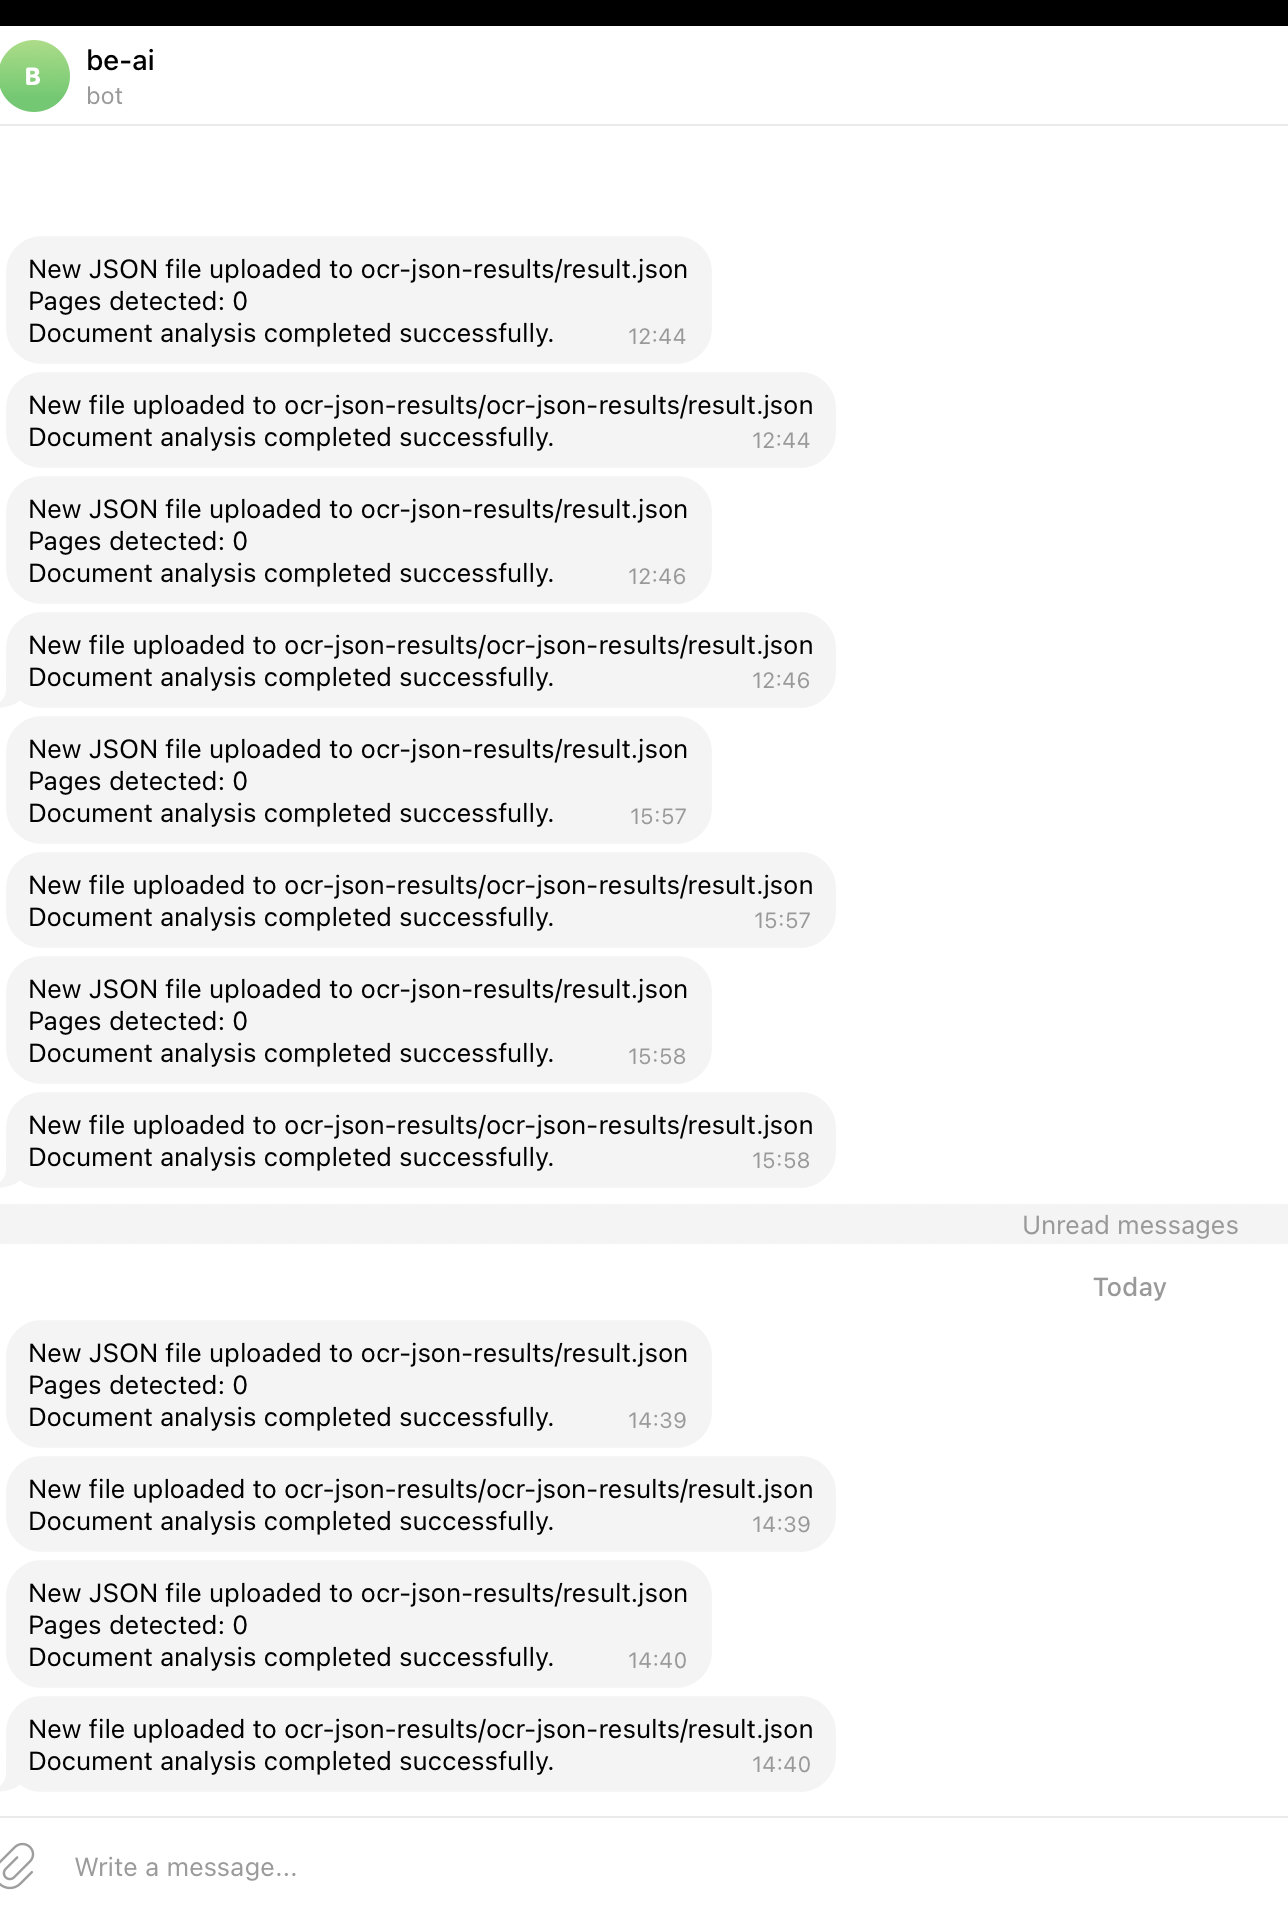 B
be-ai
bot
New JSON file uploaded to ocr-json-results/result.json
Pages detected: 0
Document analysis completed successfully. 12:44
New file uploaded to ocr-json-results/ocr-json-results/result.json
Document analysis completed successfully. 12:44
New JSON file uploaded to ocr-json-results/result.json
Pages detected: 0
Document analysis completed successfully. 12:46
New file uploaded to ocr-json-results/ocr-json-results/result.json
Document analysis completed successfully. 12:46
New JSON file uploaded to ocr-json-results/result.json
Pages detected: 0
Document analysis completed successfully. 15:57
New file uploaded to ocr-json-results/ocr-json-results/result.json
Document analysis completed successfully. 15:57
New JSON file uploaded to ocr-json-results/result.json
Pages detected: 0
Document analysis completed successfully. 15:58
New file uploaded to ocr-json-results/ocr-json-results/result.json
Document analysis completed successfully. 15:58
Unread messages
Today
New JSON file uploaded to ocr-json-results/result.json
Pages detected: 0
Document analysis completed successfully. 14:39
New file uploaded to ocr-json-results/ocr-json-results/result.json
Document analysis completed successfully. 14:39
New JSON file uploaded to ocr-json-results/result.json
Pages detected: 0
Document analysis completed successfully. 14:40
New file uploaded to ocr-json-results/ocr-json-results/result.json
Document analysis completed successfully. 14:40
Write a message...